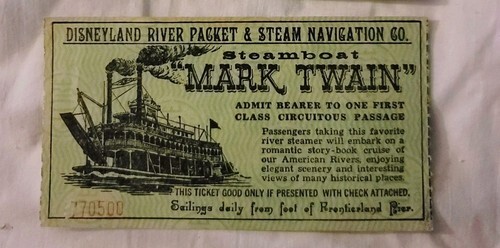 DISNEYLAND RIVER PACKET & STEAM NAVIGATION CO.
Steamboat
"MARK TWAIN"
ADMIT BEARER TO ONE FIRST
CLASS CIRCUITOUS PASSAGE
Passengers taking this favorite
river steamer will embark on a
romantic story-book cruise of
our American Rivers, enjoying
elegant scenery and interesting
views of many historical places.
THIS TICKET GOOD ONLY IF PRESENTED WITH CHECK ATTACHED.
170500
Sailings daily from foot of Frontierland Pier.